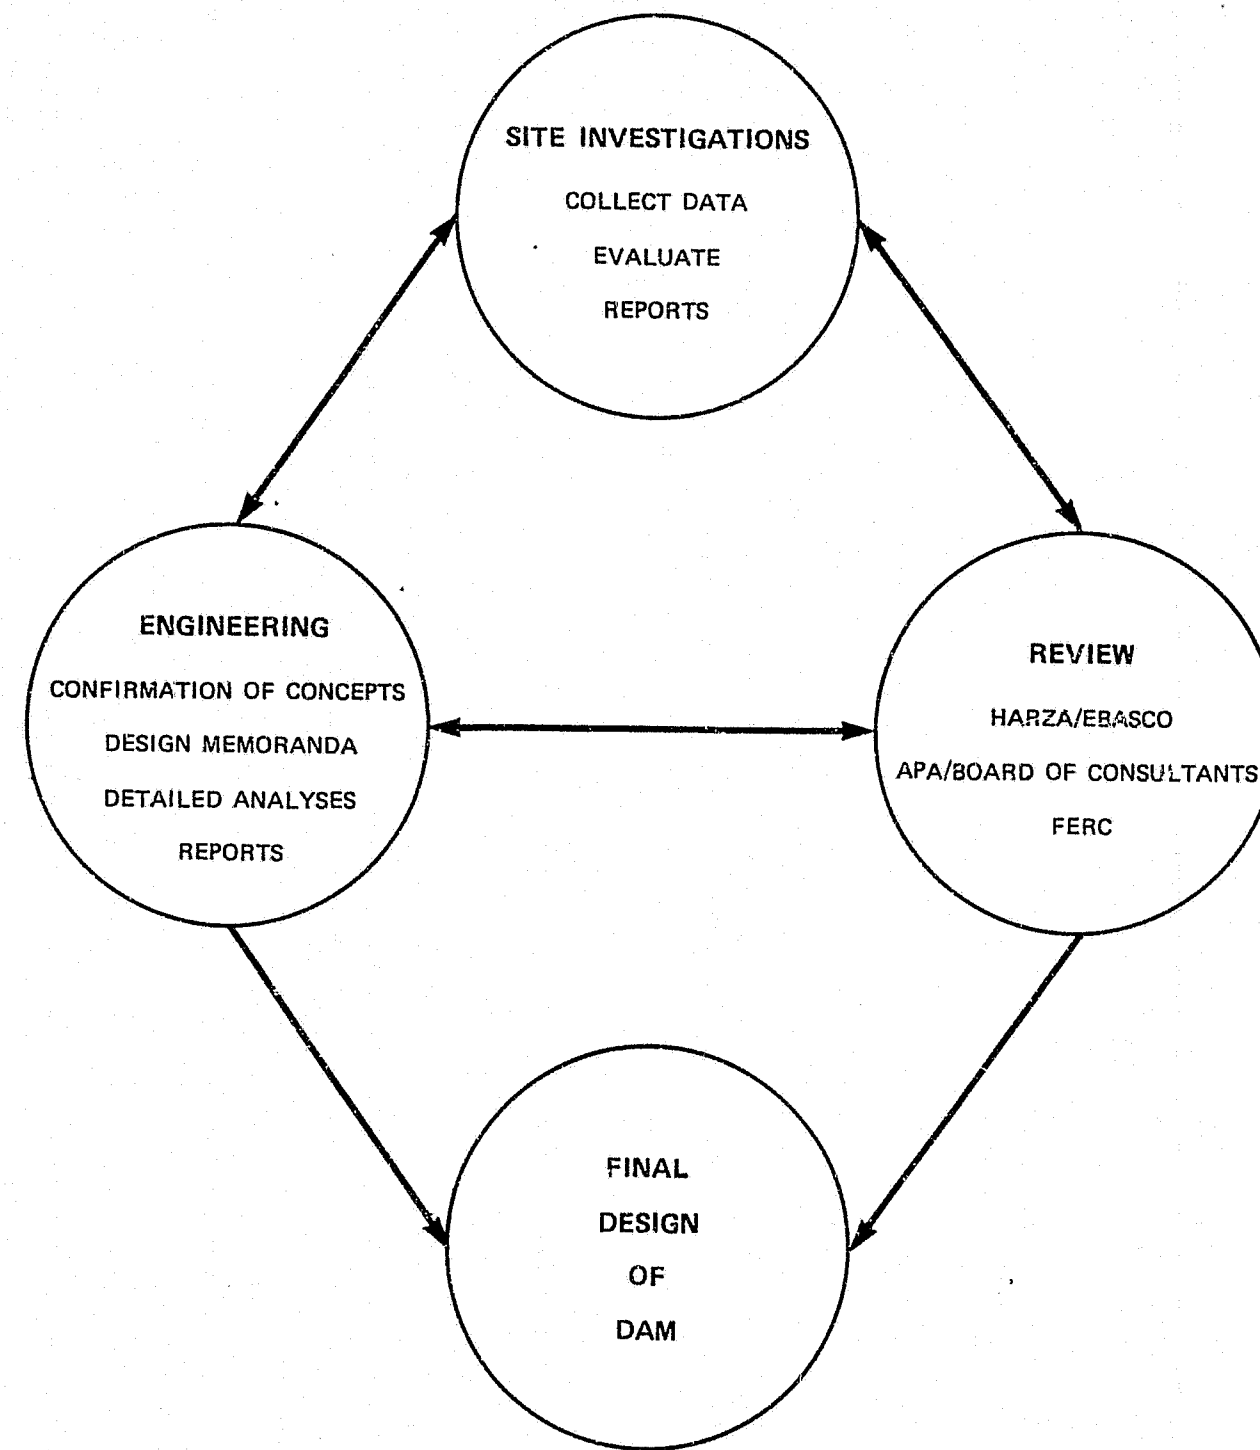 SITE INVESTIGATIONS
COLLECT DATA
EVALUATE
REPORTS
ENGINEERING
CONFIRMATION OF CONCEPTS
DESIGN MEMORANDA
DETAILED ANALYSES
REPORTS
REVIEW
HARZA/EBASCO
APA/BOARD OF CONSULTANTS
FERC
FINAL
DESIGN
OF
DAM